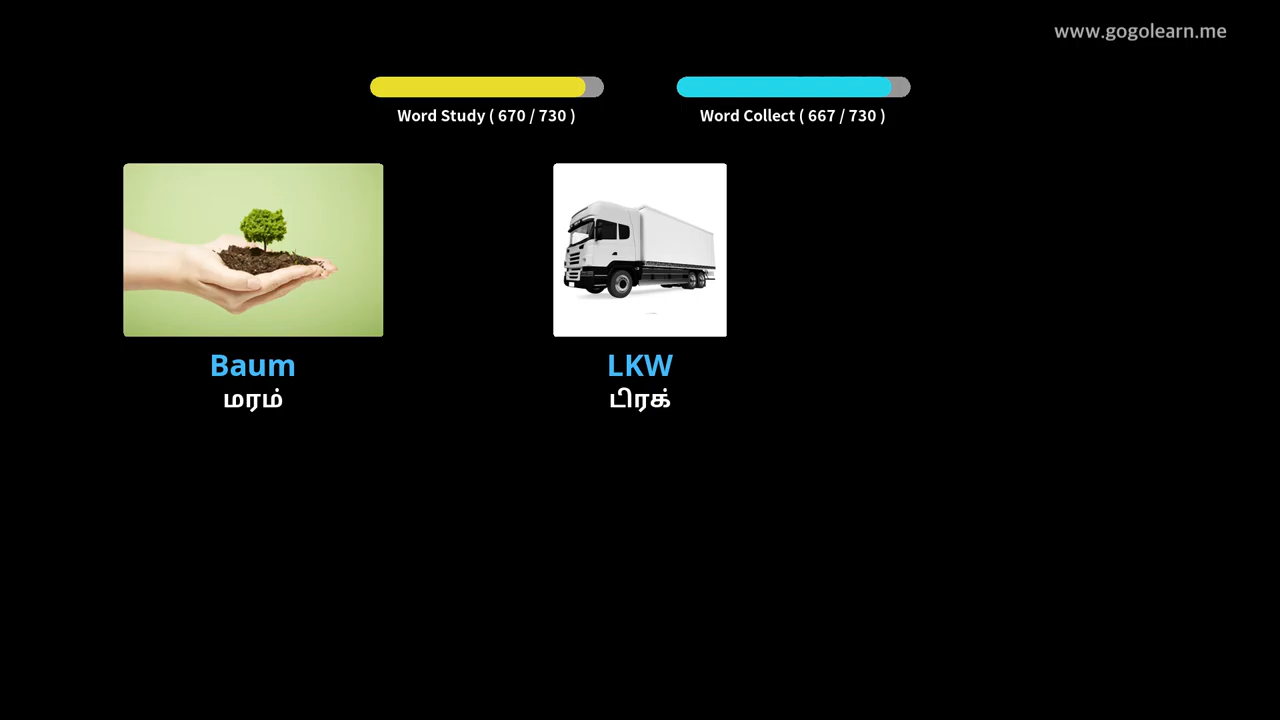 www.gogolearn.me
Word Study ( 670 / 730 )
Word Collect ( 667 / 730 )
Baum
மரம்
LKW
பிரக்